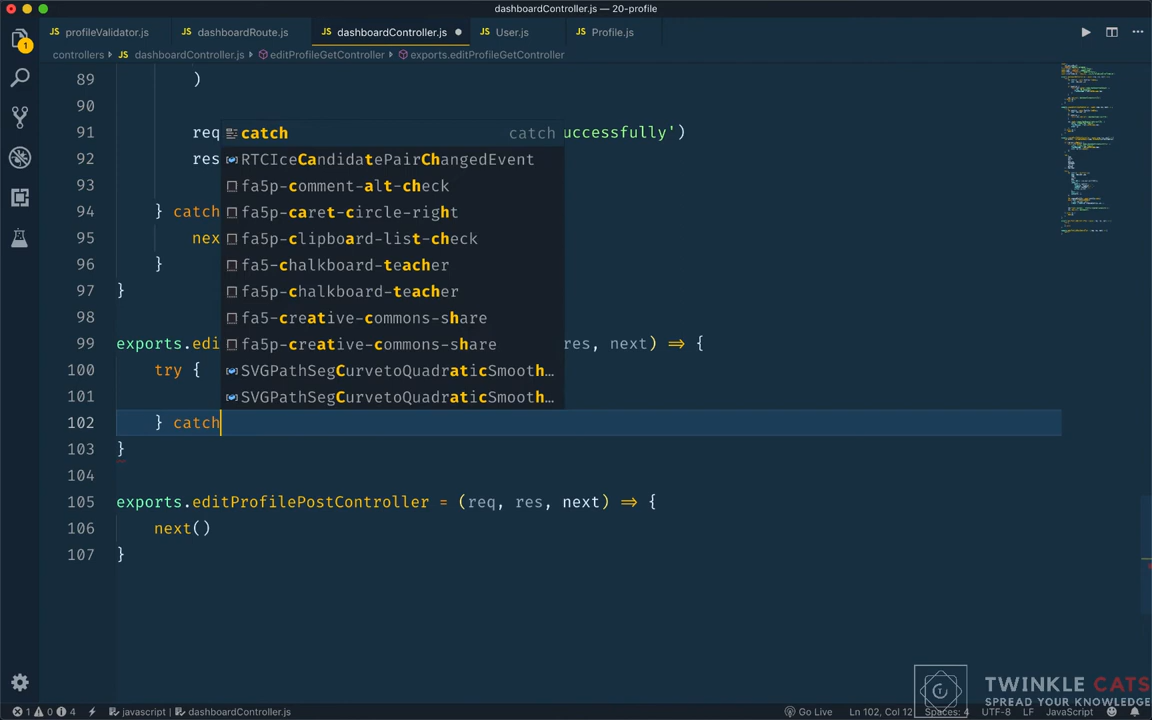 dashboardController.js — 20-profile
JS profileValidator.js JS dashboardRoute.js JS dashboardController.js JS User.js JS Profile.js
controllers JS dashboardController.js editProfileGetController exports.editProfileGetController
1
89 )
90
91 req uccessfully')
92 res
93
94 } catch
95 nex
96 }
97 }
98
99 exports.edi res, next) => {
100 try {
101
102 } catch
103 }
104
105 exports.editProfilePostController = (req, res, next) => {
106 next()
107 }
catch catch
RTCIceCandidatePairChangedEvent
fa5p-comment-alt-check
fa5p-caret-circle-right
fa5p-clipboard-list-check
fa5-chalkboard-teacher
fa5p-chalkboard-teacher
fa5-creative-commons-share
fa5p-creative-commons-share
SVGPathSegCurvetoQuadraticSmooth…
SVGPathSegCurvetoQuadraticSmooth…
TWINKLE CATS
SPREAD YOUR KNOWLEDGE
1 0 4 javascript | dashboardController.js Go Live Ln 102, Col 12 Spaces: 4 UTF-8 LF JavaScript